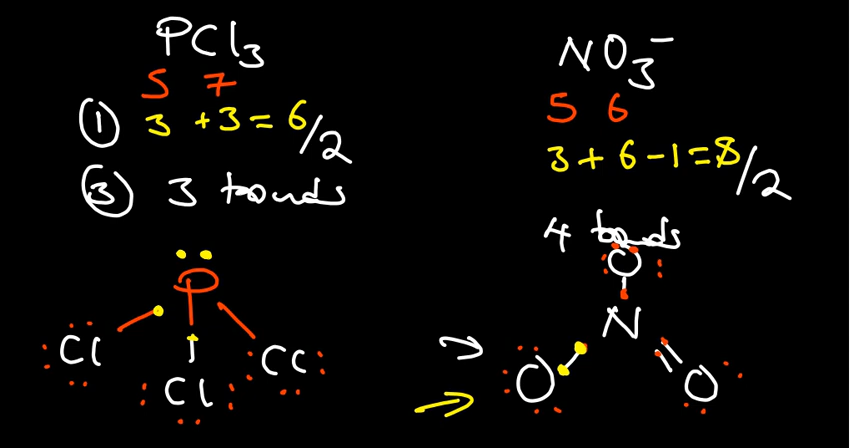 PCl₃
5 7
① 3 + 3 = 6/2
③ 3 bonds
P
Cl
Cl
Cl
NO₃⁻
5 6
3 + 6 - 1 = 8/2
4 bonds
O
N
O
O